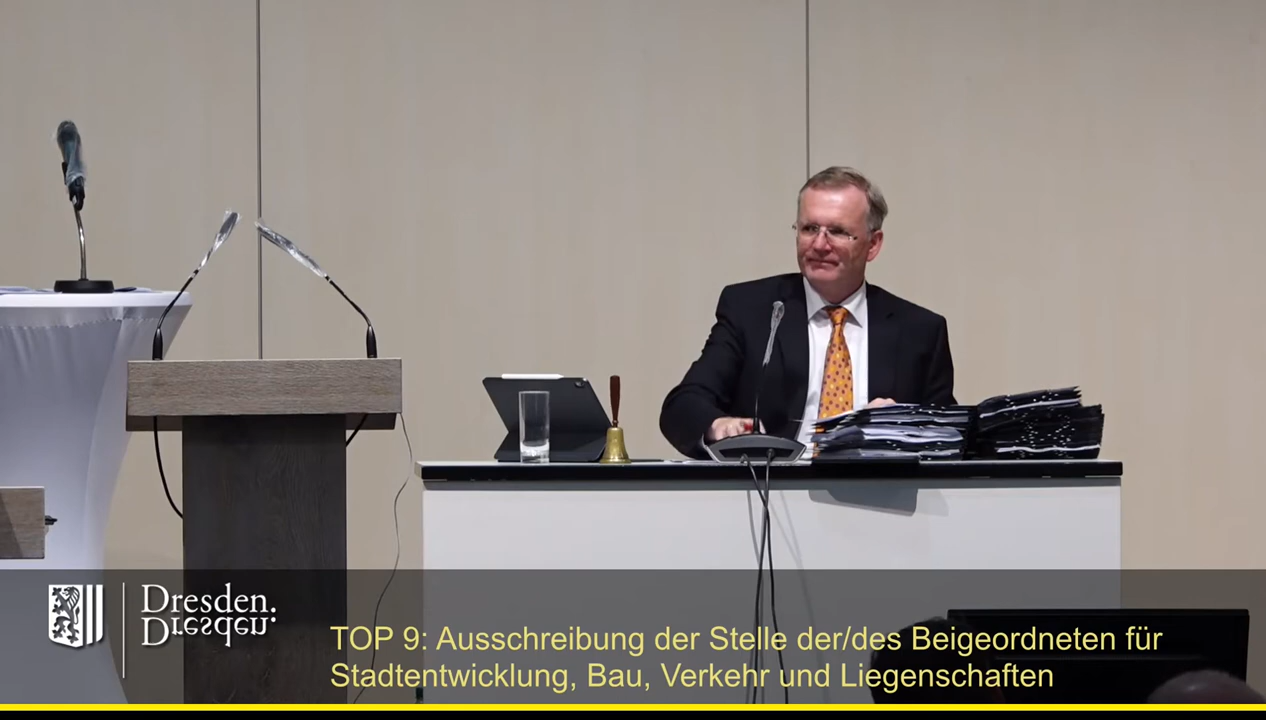 Dresden.
Dresden.
TOP 9: Ausschreibung der Stelle der/des Beigeordneten für
Stadtentwicklung, Bau, Verkehr und Liegenschaften